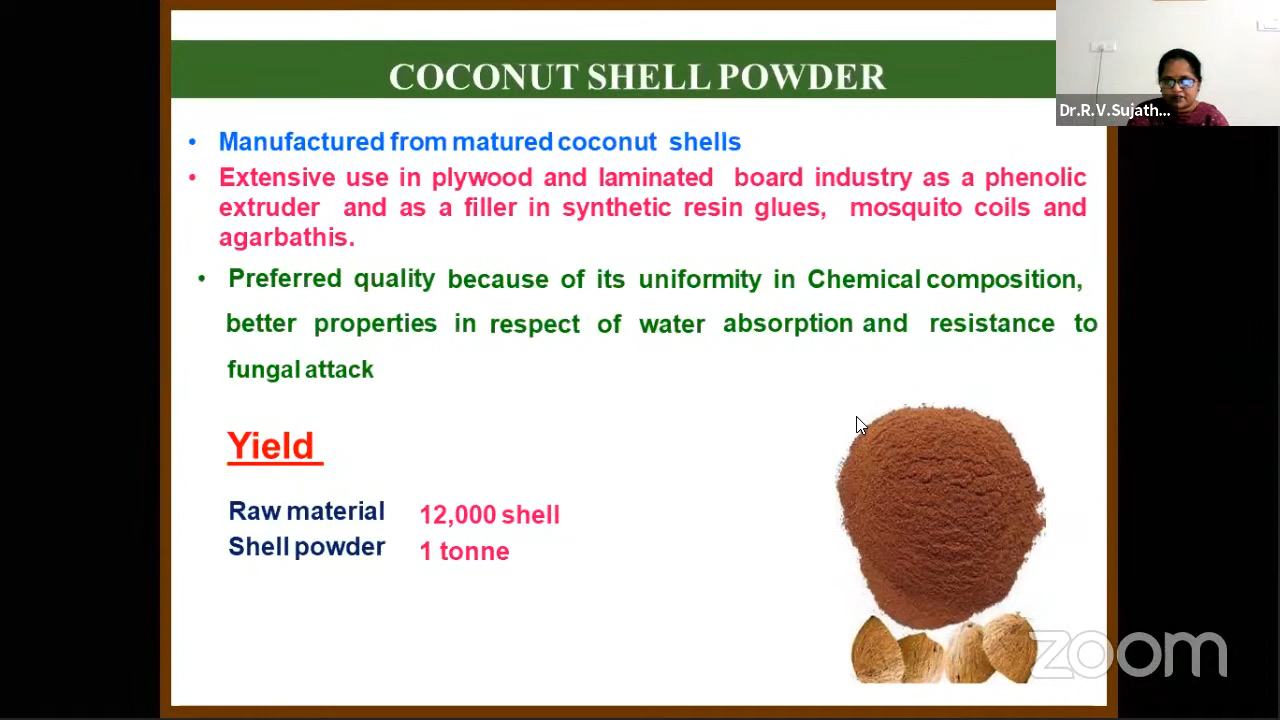 COCONUT SHELL POWDER
Dr.R.V.Sujath...
• Manufactured from matured coconut shells
• Extensive use in plywood and laminated board industry as a phenolic
extruder and as a filler in synthetic resin glues, mosquito coils and
agarbathis.
• Preferred quality because of its uniformity in Chemical composition,
better properties in respect of water absorption and resistance to
fungal attack
Yield
Raw material 12,000 shell
Shell powder 1 tonne
zoom